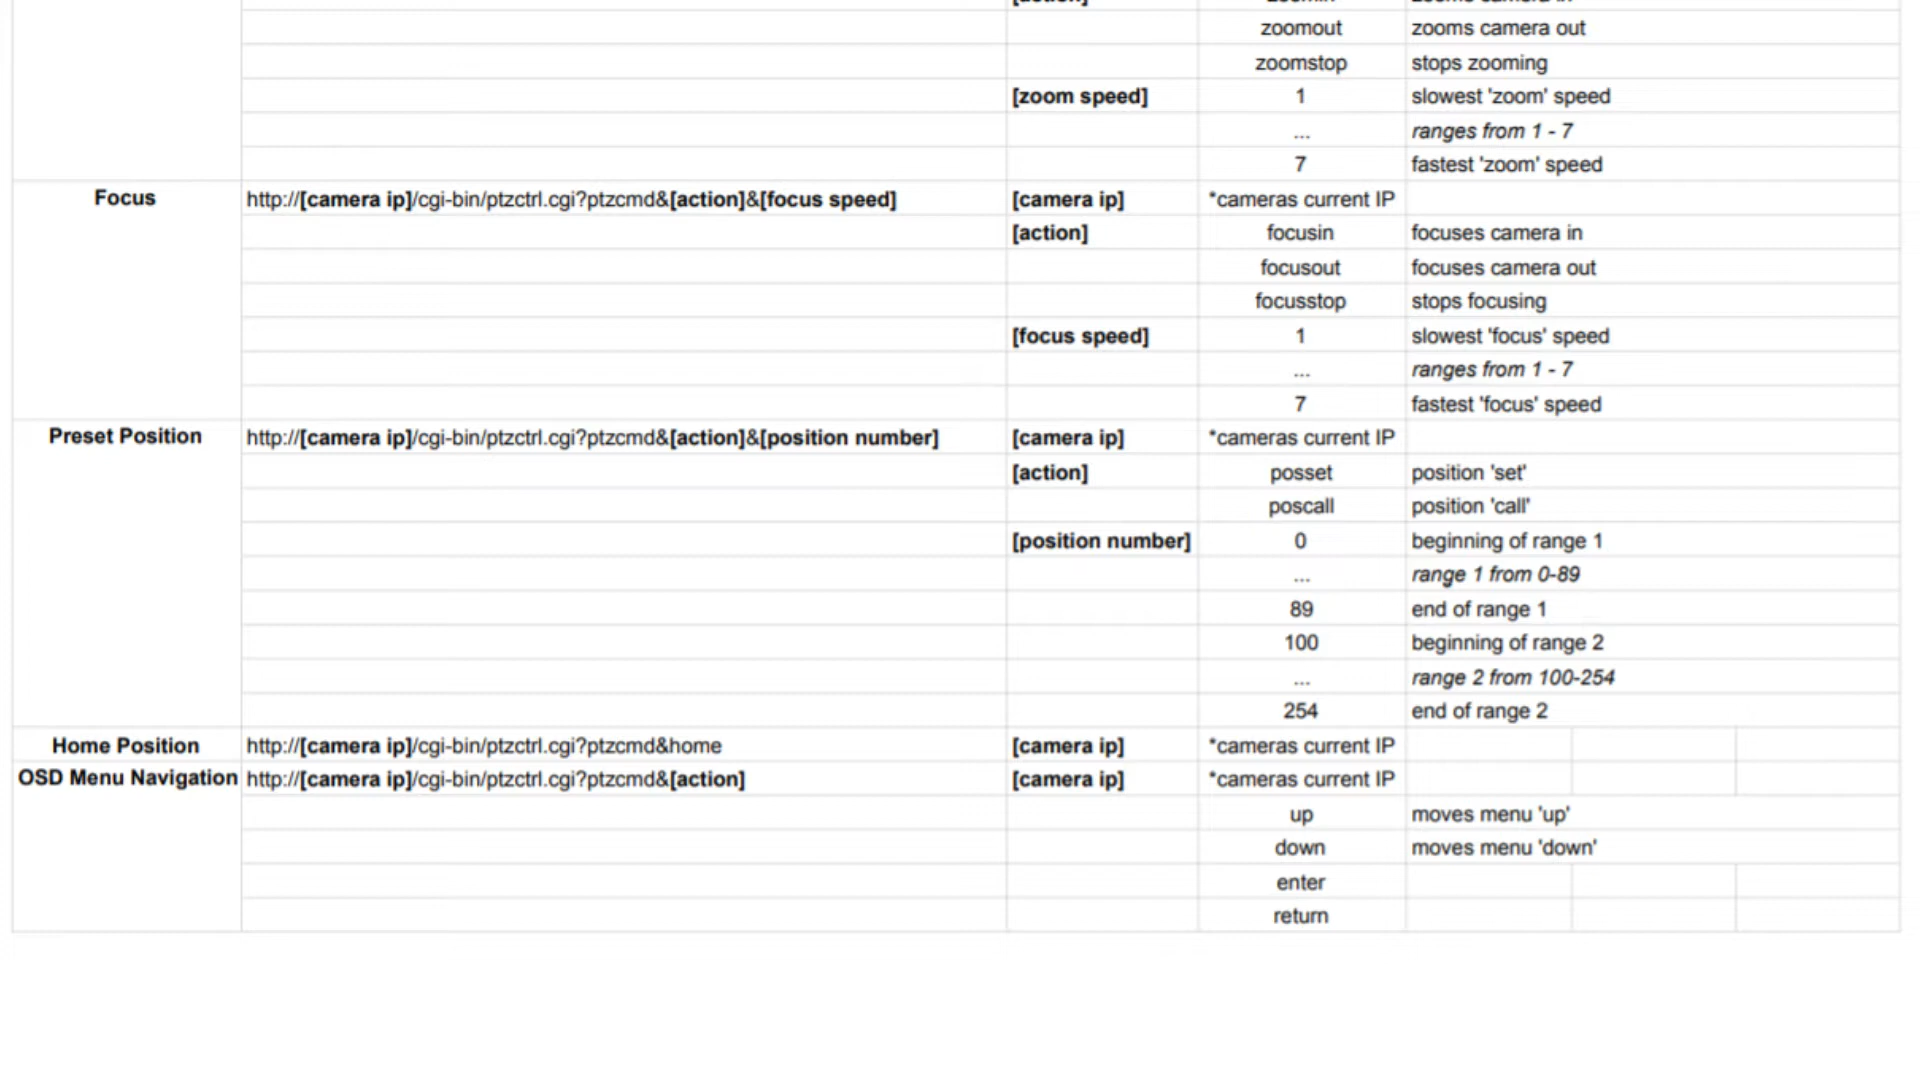 zoomout zooms camera out
zoomstop stops zooming
[zoom speed] 1 slowest 'zoom' speed
... ranges from 1 - 7
7 fastest 'zoom' speed
Focus http://[camera ip]/cgi-bin/ptzctrl.cgi?ptzcmd&[action]&[focus speed] [camera ip] *cameras current IP
[action] focusin focuses camera in
focusout focuses camera out
focusstop stops focusing
[focus speed] 1 slowest 'focus' speed
... ranges from 1 - 7
7 fastest 'focus' speed
Preset Position http://[camera ip]/cgi-bin/ptzctrl.cgi?ptzcmd&[action]&[position number] [camera ip] *cameras current IP
[action] posset position 'set'
poscall position 'call'
[position number] 0 beginning of range 1
... range 1 from 0-89
89 end of range 1
100 beginning of range 2
... range 2 from 100-254
254 end of range 2
Home Position http://[camera ip]/cgi-bin/ptzctrl.cgi?ptzcmd&home [camera ip] *cameras current IP
OSD Menu Navigation http://[camera ip]/cgi-bin/ptzctrl.cgi?ptzcmd&[action] [camera ip] *cameras current IP
up moves menu 'up'
down moves menu 'down'
enter
return